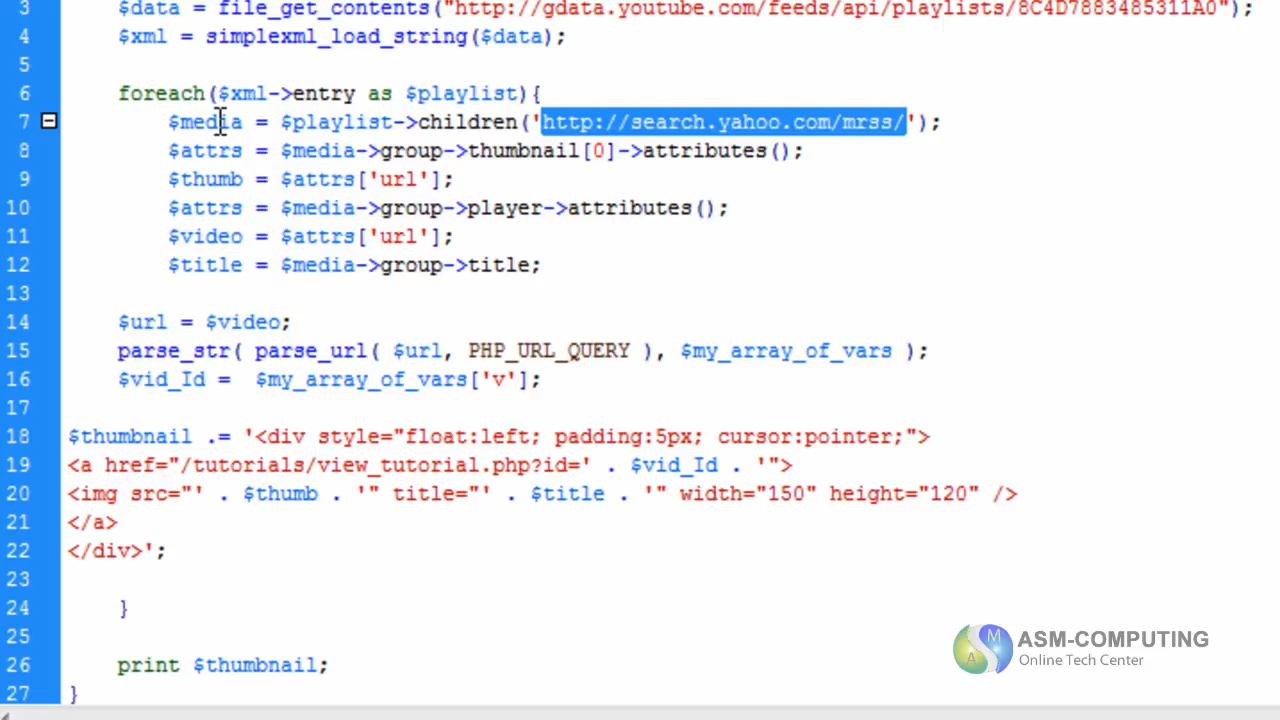 3 $data = file_get_contents("http://gdata.youtube.com/feeds/api/playlists/8C4D7883485311A0");
4 $xml = simplexml_load_string($data);
5
6 foreach($xml->entry as $playlist){
7 $media = $playlist->children('http://search.yahoo.com/mrss/');
8 $attrs = $media->group->thumbnail[0]->attributes();
9 $thumb = $attrs['url'];
10 $attrs = $media->group->player->attributes();
11 $video = $attrs['url'];
12 $title = $media->group->title;
13
14 $url = $video;
15 parse_str( parse_url( $url, PHP_URL_QUERY ), $my_array_of_vars );
16 $vid_Id =  $my_array_of_vars['v'];
17
18 $thumbnail .= '<div style="float:left; padding:5px; cursor:pointer;">
19 <a href="/tutorials/view_tutorial.php?id=' . $vid_Id . '">
20 <img src="' . $thumb . '" title="' . $title . '" width="150" height="120" />
21 </a>
22 </div>';
23
24 }
25
26 print $thumbnail;
27 }
M
A S
ASM-COMPUTING
Online Tech Center